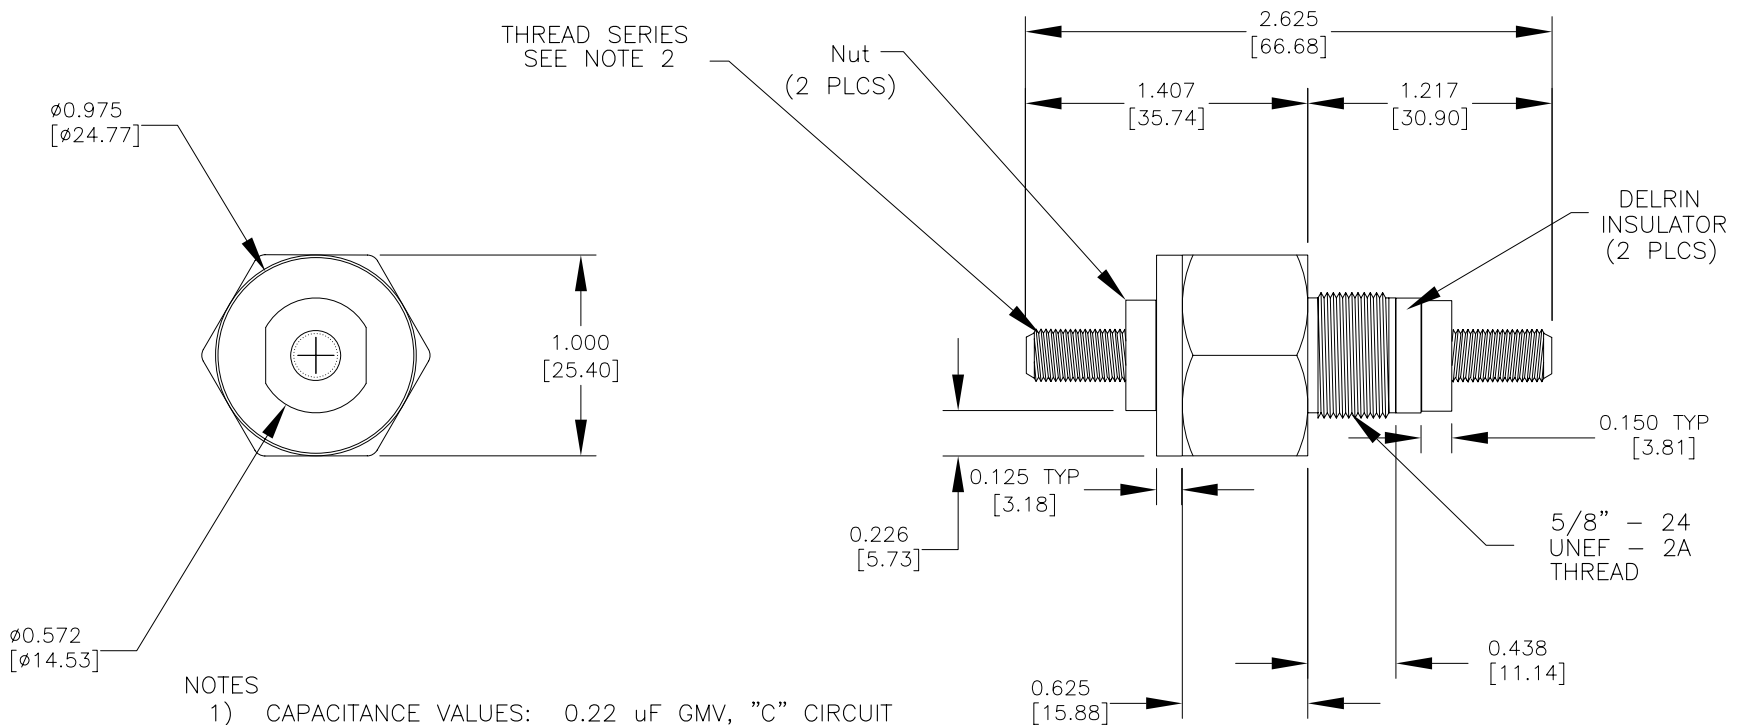 THREAD SERIES
SEE NOTE 2
Nut
(2 PLCS)
2.625
[66.68]
1.407
[35.74]
1.217
[30.90]
ø0.975
[ø24.77]
DELRIN
INSULATOR
(2 PLCS)
1.000
[25.40]
0.150 TYP
[3.81]
0.125 TYP
[3.18]
0.226
[5.73]
5/8” – 24
UNEF – 2A
THREAD
ø0.572
[ø14.53]
0.438
[11.14]
0.625
[15.88]
NOTES
1) CAPACITANCE VALUES: 0.22 uF GMV, ”C” CIRCUIT